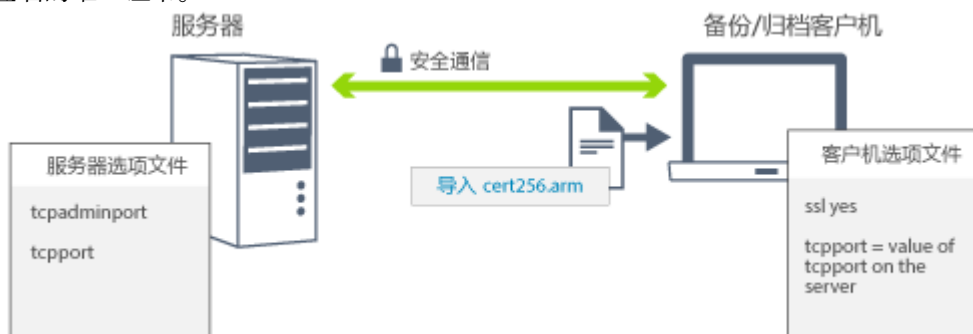 服务器
备份/归档客户机
安全通信
服务器选项文件
tcpadminport
tcpport
导入 cert256.arm
客户机选项文件
ssl yes
tcpport = value of
tcpport on the
server